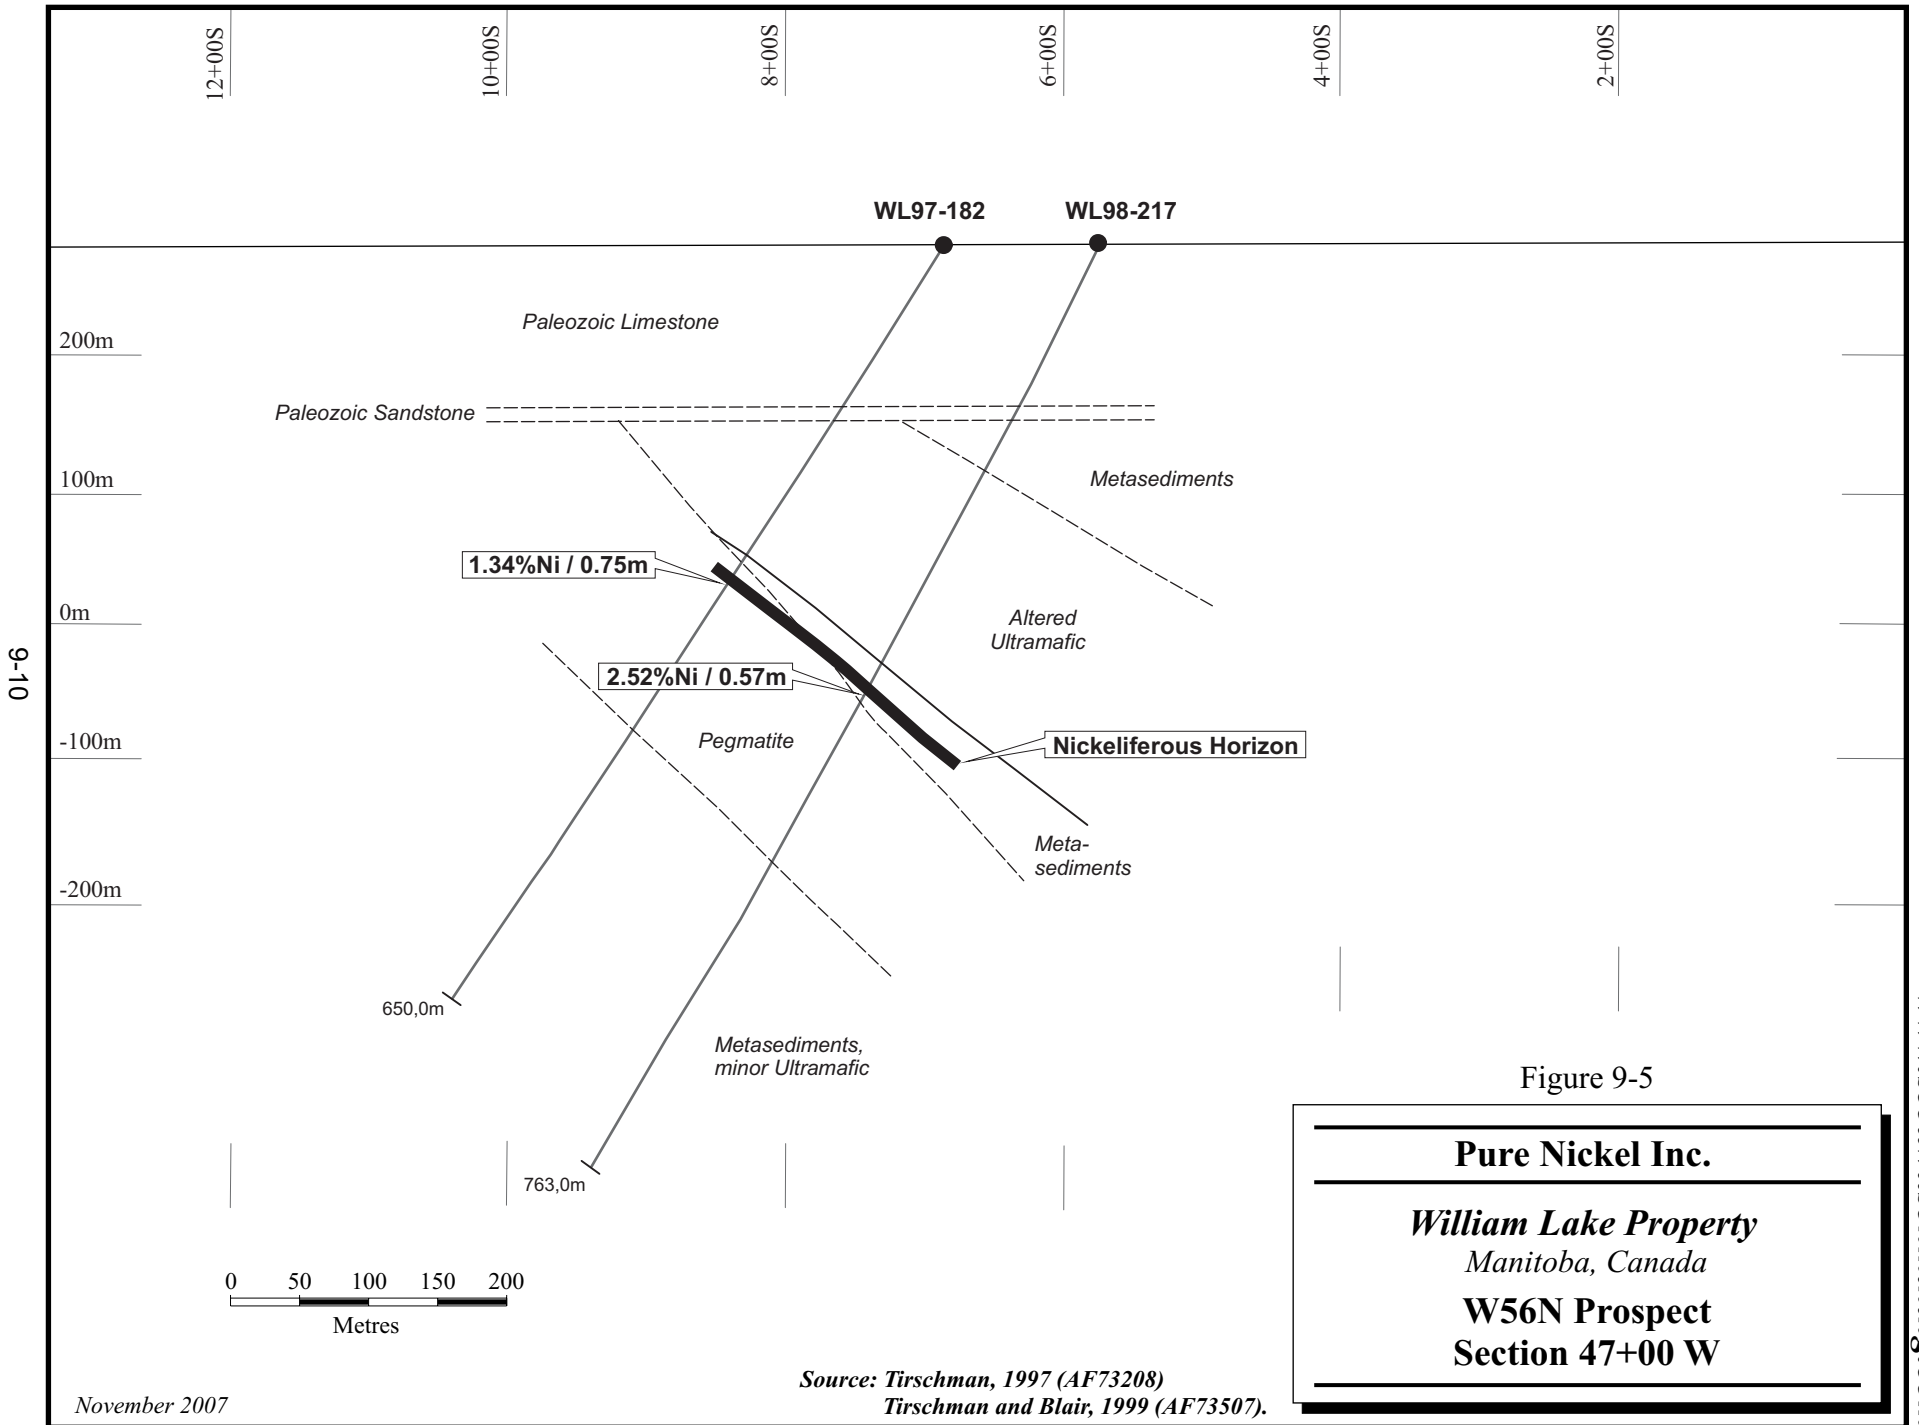 12+00S
10+00S
8+00S
6+00S
4+00S
2+00S
WL97-182
WL98-217
Paleozoic Limestone
200m
Paleozoic Sandstone
100m
Metasediments
1.34%Ni / 0.75m
0m
Altered
Ultramafic
2.52%Ni / 0.57m
9-10
-100m
Pegmatite
Nickeliferous Horizon
Meta-
sediments
-200m
650,0m
Metasediments,
minor Ultramafic
763,0m
Figure 9-5
Pure Nickel Inc.
William Lake Property
Manitoba, Canada
W56N Prospect
Section 47+00 W
0 50 100 150 200
Metres
Source: Tirschman, 1997 (AF73208)
Tirschman and Blair, 1999 (AF73507).
November 2007